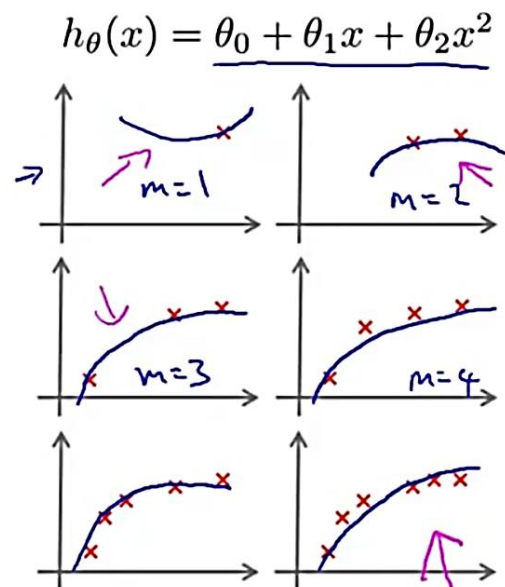 hθ(x) = θ0 + θ1x + θ2x²
m=1
m=2
m=3
m=4